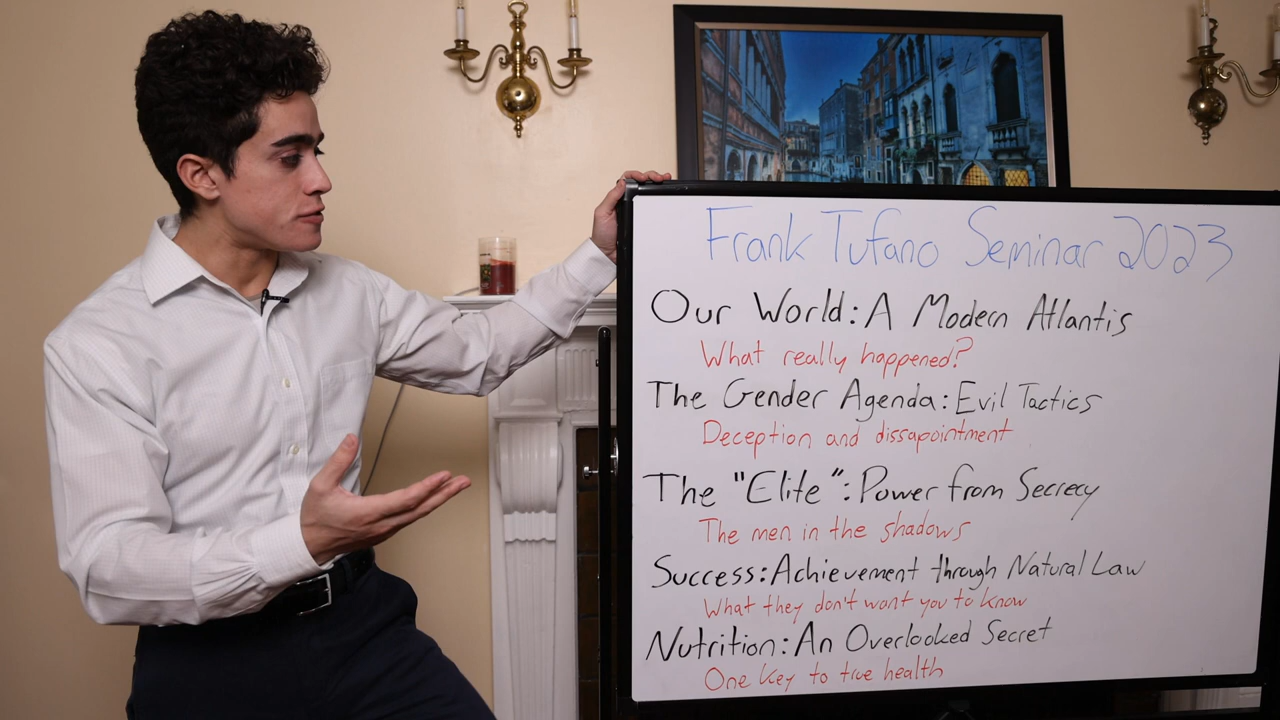 Frank Tufano Seminar 2023
Our World: A Modern Atlantis
What really happened?
The Gender Agenda: Evil Tactics
Deception and dissapointment
The "Elite": Power from Secrecy
The men in the shadows
Success: Achievement through Natural Law
What they don't want you to know
Nutrition: An Overlooked Secret
One key to true health